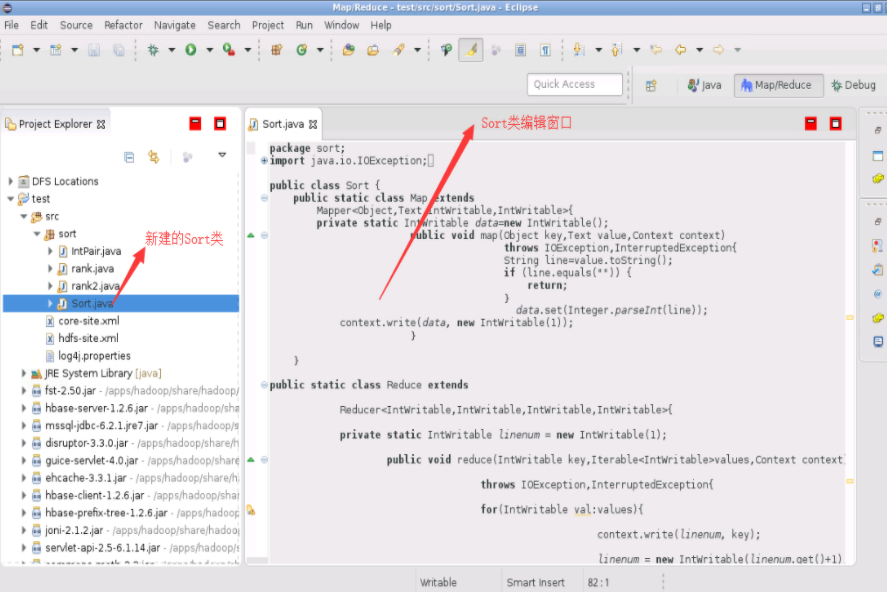 Map/Reduce - test/src/sort/Sort.java - Eclipse
File Edit Source Refactor Navigate Search Project Run Window Help
Quick Access
Java
Map/Reduce
Debug
Project Explorer
DFS Locations
test
src
sort
IntPair.java
rank.java
rank2.java
Sort.java
core-site.xml
hdfs-site.xml
log4j.properties
JRE System Library [java]
fst-2.50.jar - /apps/hadoop/share/hadoop/
hbase-server-1.2.6.jar - /apps/hadoop/sha
mssql-jdbc-6.2.1.jre7.jar - /apps/hadoop/
disruptor-3.3.0.jar - /apps/hadoop/share/h
guice-servlet-4.0.jar - /apps/hadoop/share
ehcache-3.3.1.jar - /apps/hadoop/share/h
hbase-client-1.2.6.jar - /apps/hadoop/sha
hbase-prefix-tree-1.2.6.jar - /apps/hadoop
joni-2.1.2.jar - /apps/hadoop/share/hadoop
servlet-api-2.5-6.1.14.jar - /apps/hadoop/
新建的Sort类
Sort.java
Sort类编辑窗口
package sort;
import java.io.IOException;
public class Sort {
public static class Map extends
Mapper<Object,Text,IntWritable,IntWritable>{
private static IntWritable data=new IntWritable();
public void map(Object key,Text value,Context context)
throws IOException,InterruptedException{
String line=value.toString();
if (line.equals("")) {
return;
}
data.set(Integer.parseInt(line));
context.write(data, new IntWritable(1));
}
}
public static class Reduce extends
Reducer<IntWritable,IntWritable,IntWritable,IntWritable>{
private static IntWritable linenum = new IntWritable(1);
public void reduce(IntWritable key,Iterable<IntWritable>values,Context context
throws IOException,InterruptedException{
for(IntWritable val:values){
context.write(linenum, key);
linenum = new IntWritable(linenum.get()+1)
Writable
Smart Insert
82 : 1